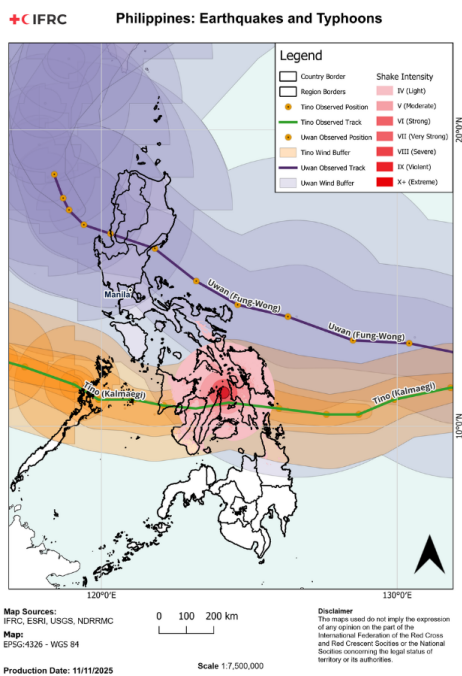 IFRC
Philippines: Earthquakes and Typhoons
Legend
Country Border
Region Borders
Tino Observed Position
Tino Observed Track
Uwan Observed Position
Tino Wind Buffer
Uwan Observed Track
Uwan Wind Buffer
Shake Intensity
IV (Light)
V (Moderate)
VI (Strong)
VII (Very Strong)
VIII (Severe)
IX (Violent)
X+ (Extreme)
20°0'N
Manila
Uwan (Fung-Wong)
Uwan (Fung-Wong)
Tino (Kalmaegi)
Tino (Kalmaegi)
10°0'N
120°0'E
130°0'E
Map Sources:
IFRC, ESRI, USGS, NDRRMC
Map:
EPSG:4326 - WGS 84
Production Date: 11/11/2025
0 100 200 km
Scale 1:7,500,000
Disclaimer
The maps used do not imply the expression
of any opinion on the part of the
International Federation of the Red Cross
and Red Crescent Societies or the National
Societies concerning the legal status of
territory or its authorities.